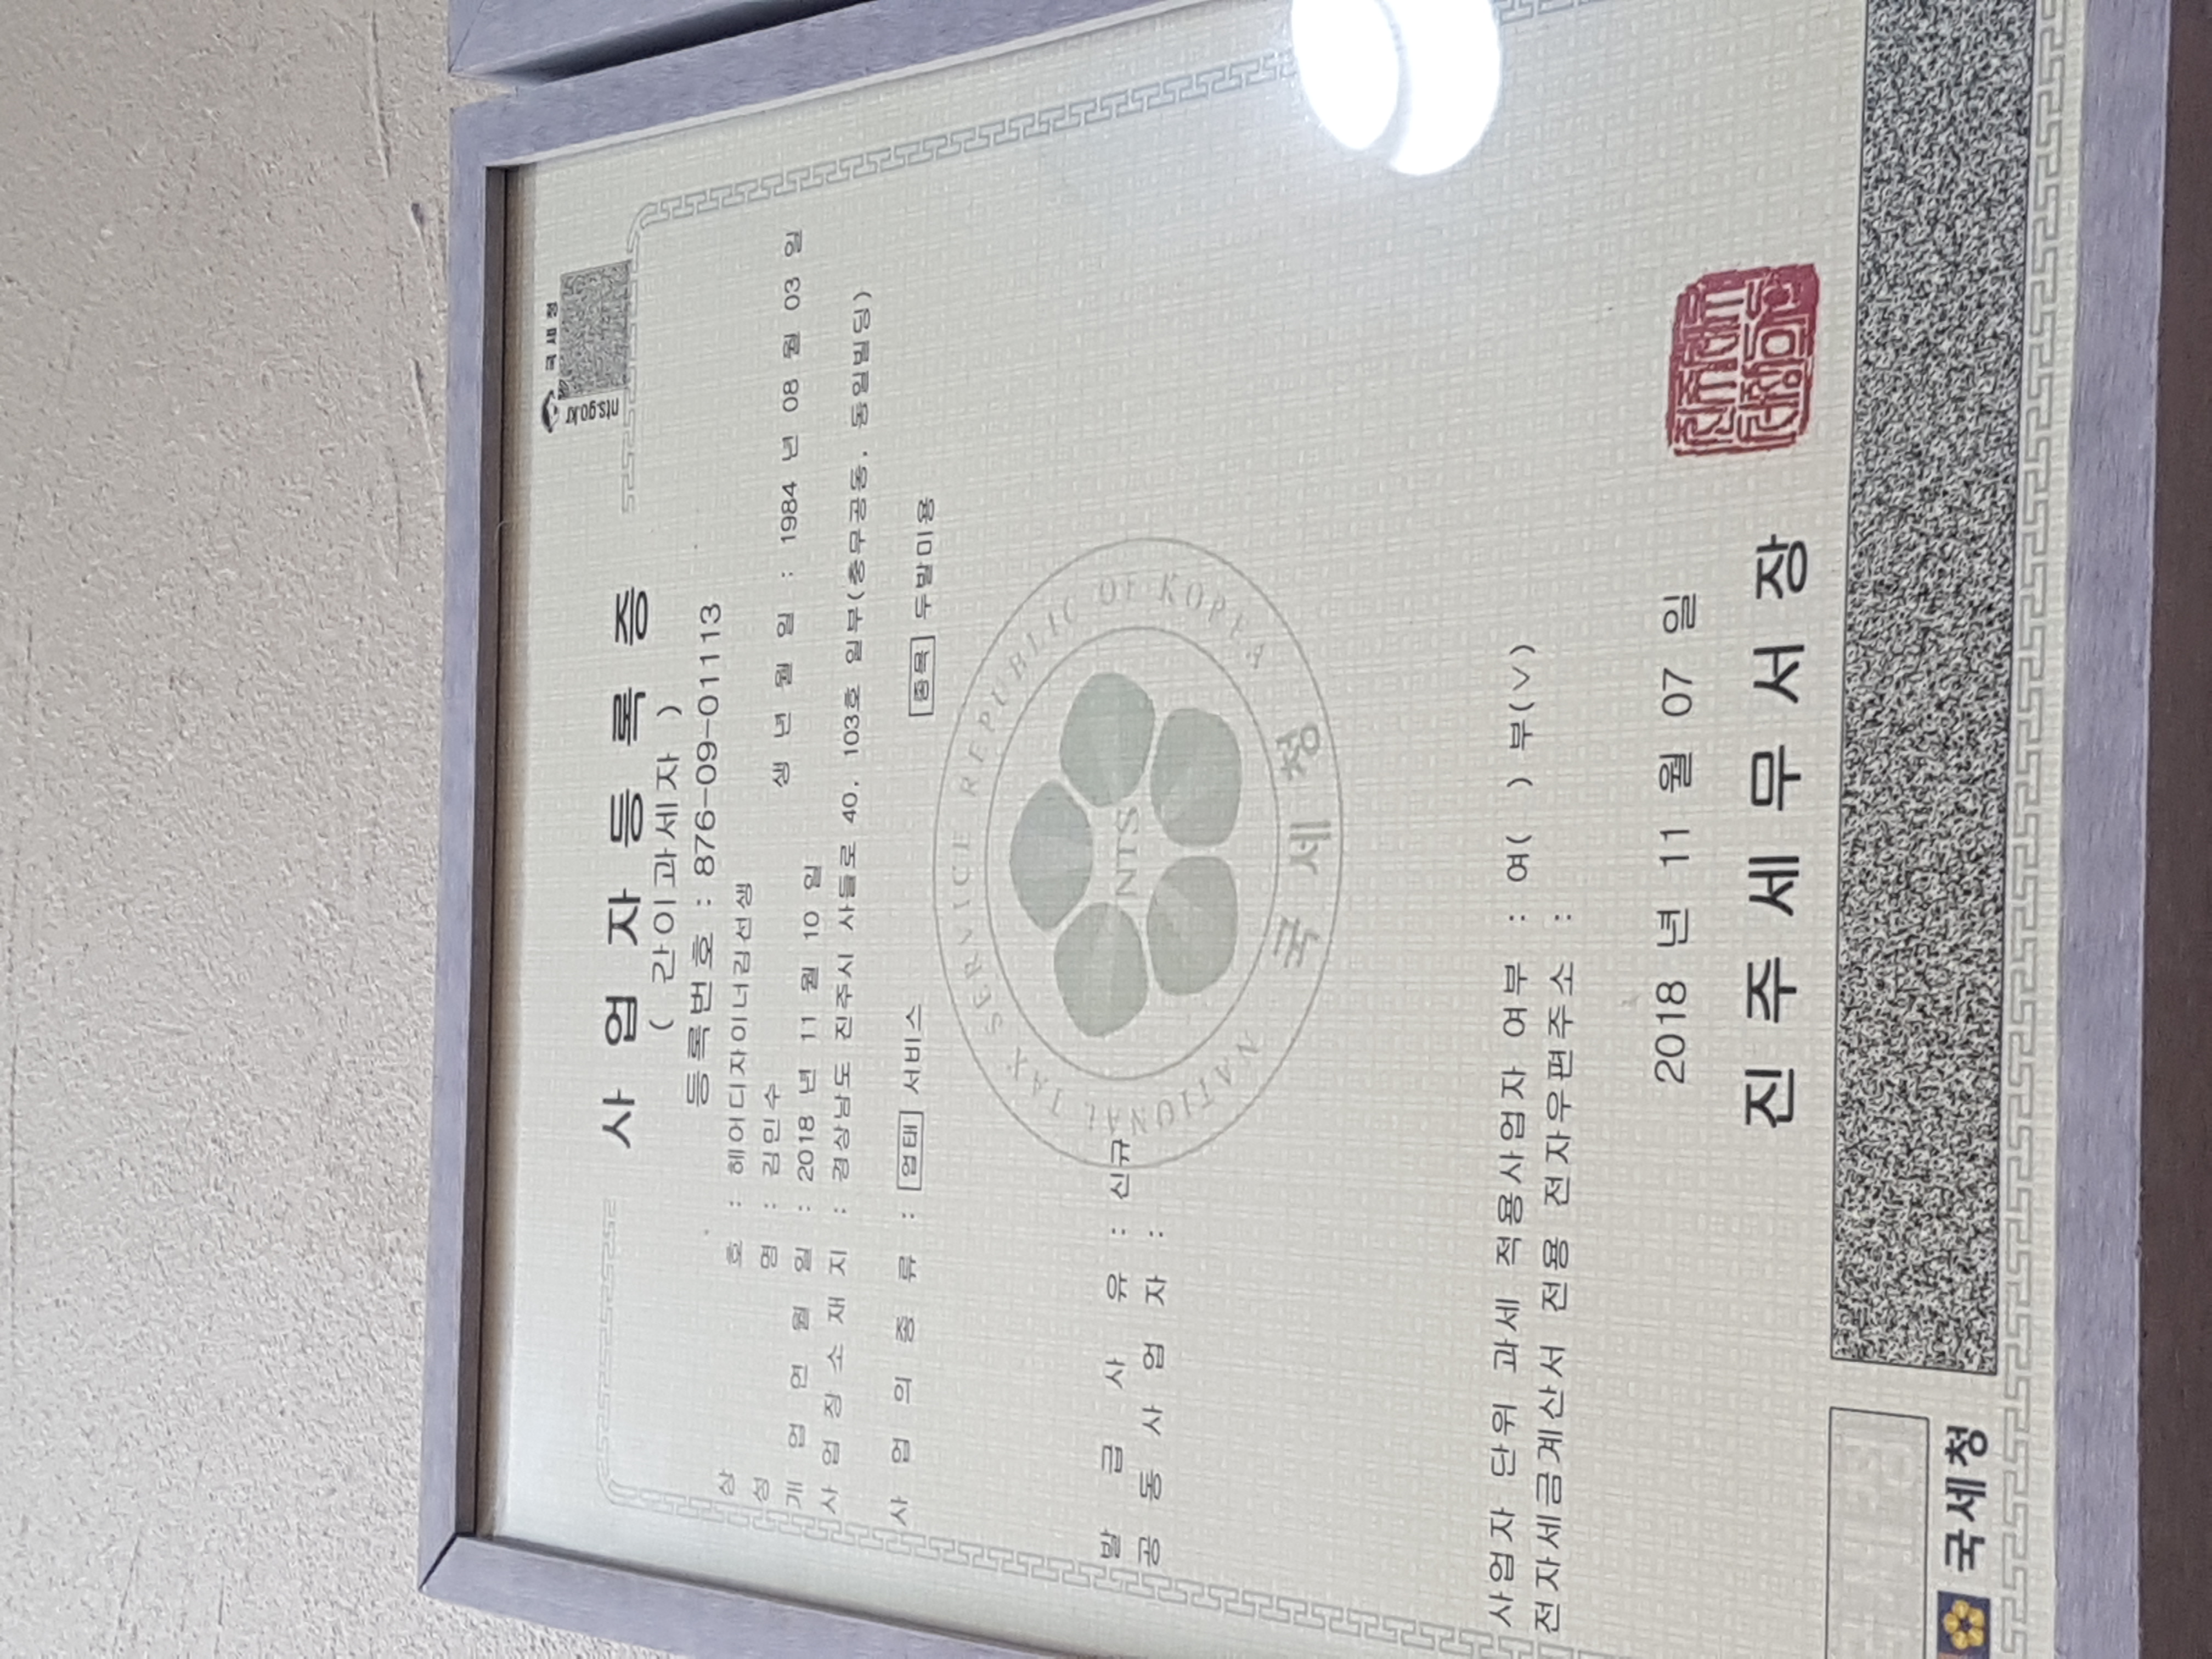 국세청
nts.go.kr
사업자등록증
( 간이과세자 )
등록번호 : 876-09-01113
상호 : 헤어디자이너김선생
성명 : 김민수 생년월일 : 1984 년 08 월 03 일
개업연월일 : 2018 년 11 월 10 일
사업장소재지 : 경상남도 진주시 사들로 40, 103호 일부(충무공동, 동일빌딩)
사업의종류 : 업태 서비스 종목 두발미용
NATIONAL TAX SERVICE REPUBLIC OF KOREA
NTS
국세청
발급사유 : 신규
공동사업자 :
사업자 단위 과세 적용사업자 여부 : 여( ) 부(∨)
전자세금계산서 전용 전자우편주소 :
2018 년 11 월 07 일
진주세무서장
국세청